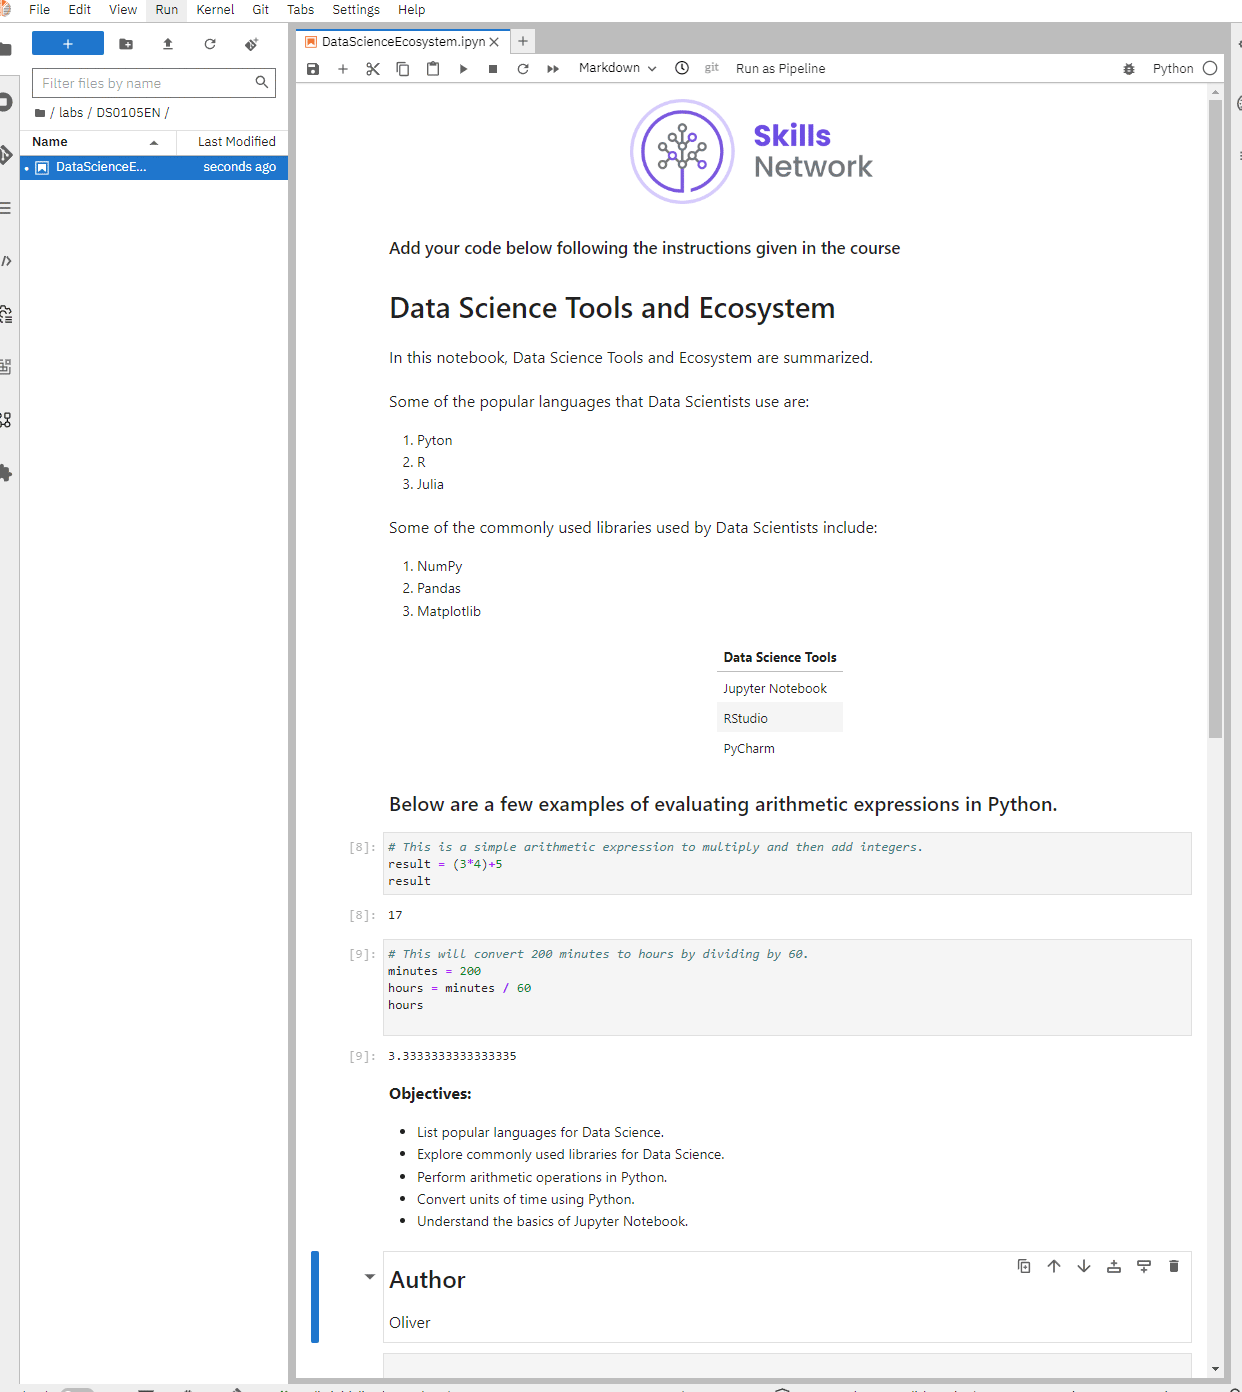 File Edit View Run Kernel Git Tabs Settings Help
DataScienceEcosystem.ipyn
Filter files by name
Markdown
git
Run as Pipeline
Python
/ labs / DS0105EN /
Name
Last Modified
DataScienceE...
seconds ago
Skills
Network
Add your code below following the instructions given in the course
Data Science Tools and Ecosystem
In this notebook, Data Science Tools and Ecosystem are summarized.
Some of the popular languages that Data Scientists use are:
1. Pyton
2. R
3. Julia
Some of the commonly used libraries used by Data Scientists include:
1. NumPy
2. Pandas
3. Matplotlib
Data Science Tools
Jupyter Notebook
RStudio
PyCharm
Below are a few examples of evaluating arithmetic expressions in Python.
[8]: # This is a simple arithmetic expression to multiply and then add integers.
result = (3*4)+5
result
[8]: 17
[9]: # This will convert 200 minutes to hours by dividing by 60.
minutes = 200
hours = minutes / 60
hours
[9]: 3.3333333333333335
Objectives:
• List popular languages for Data Science.
• Explore commonly used libraries for Data Science.
• Perform arithmetic operations in Python.
• Convert units of time using Python.
• Understand the basics of Jupyter Notebook.
Author
Oliver